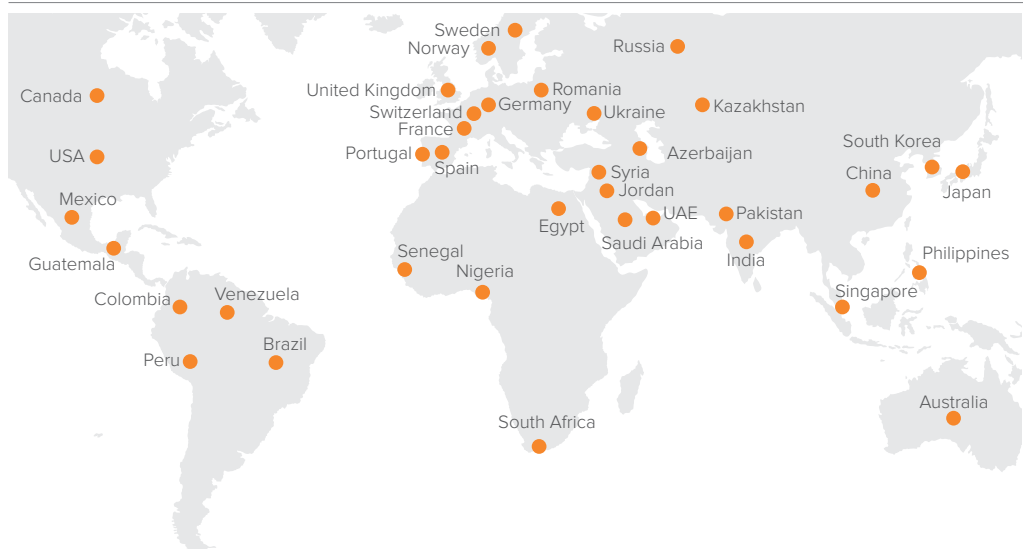 Sweden
Norway
Russia
Canada
United Kingdom
Romania
Germany
Switzerland
Ukraine
Kazakhstan
France
USA
Portugal
Spain
Azerbaijan
South Korea
Syria
China
Japan
Jordan
Mexico
Egypt
UAE
Pakistan
Saudi Arabia
India
Guatemala
Senegal
Nigeria
Philippines
Colombia
Venezuela
Singapore
Peru
Brazil
Australia
South Africa